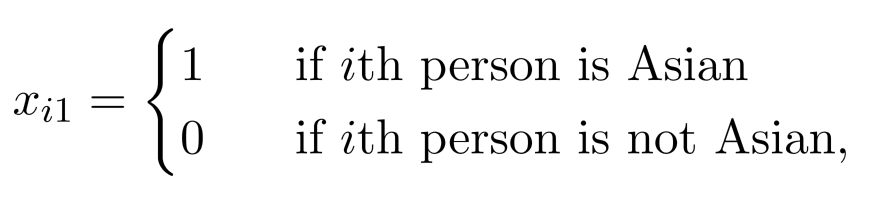 x_{i1} = { 1 if ith person is Asian
0 if ith person is not Asian,